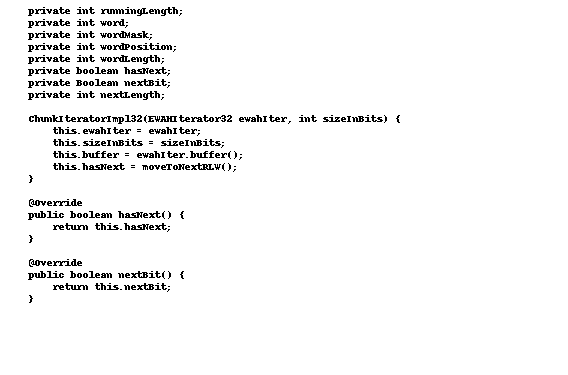 private int runningLength;
private int word;
private int wordMask;
private int wordPosition;
private int wordLength;
private boolean hasNext;
private Boolean nextBit;
private int nextLength;
ChunkIteratorImpl32(EWAHIterator32 ewahIter, int sizeInBits) {
this.ewahIter = ewahIter;
this.sizeInBits = sizeInBits;
this.buffer = ewahIter.buffer();
this.hasNext = moveToNextRLW();
}
@Override
public boolean hasNext() {
return this.hasNext;
}
@Override
public boolean nextBit() {
return this.nextBit;
}